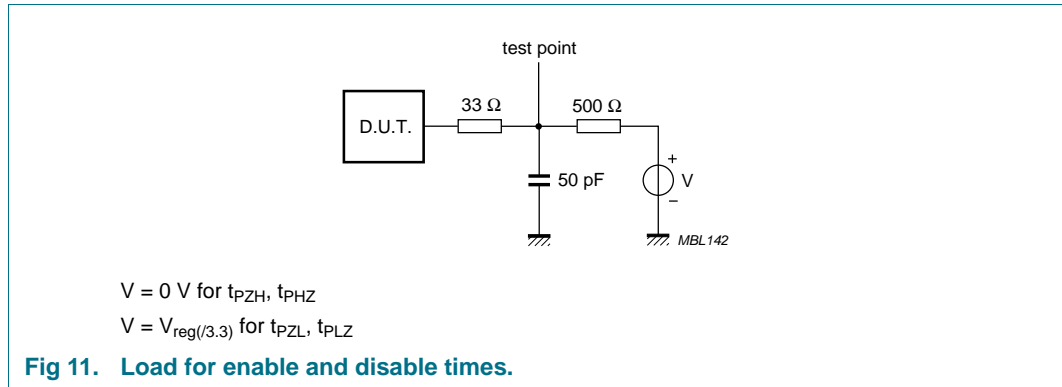 test point
D.U.T.
33 Ω
500 Ω
50 pF
+
V
−
MBL142
V = 0 V for tPZH, tPHZ
V = Vreg(/3.3) for tPZL, tPLZ
Fig 11. Load for enable and disable times.